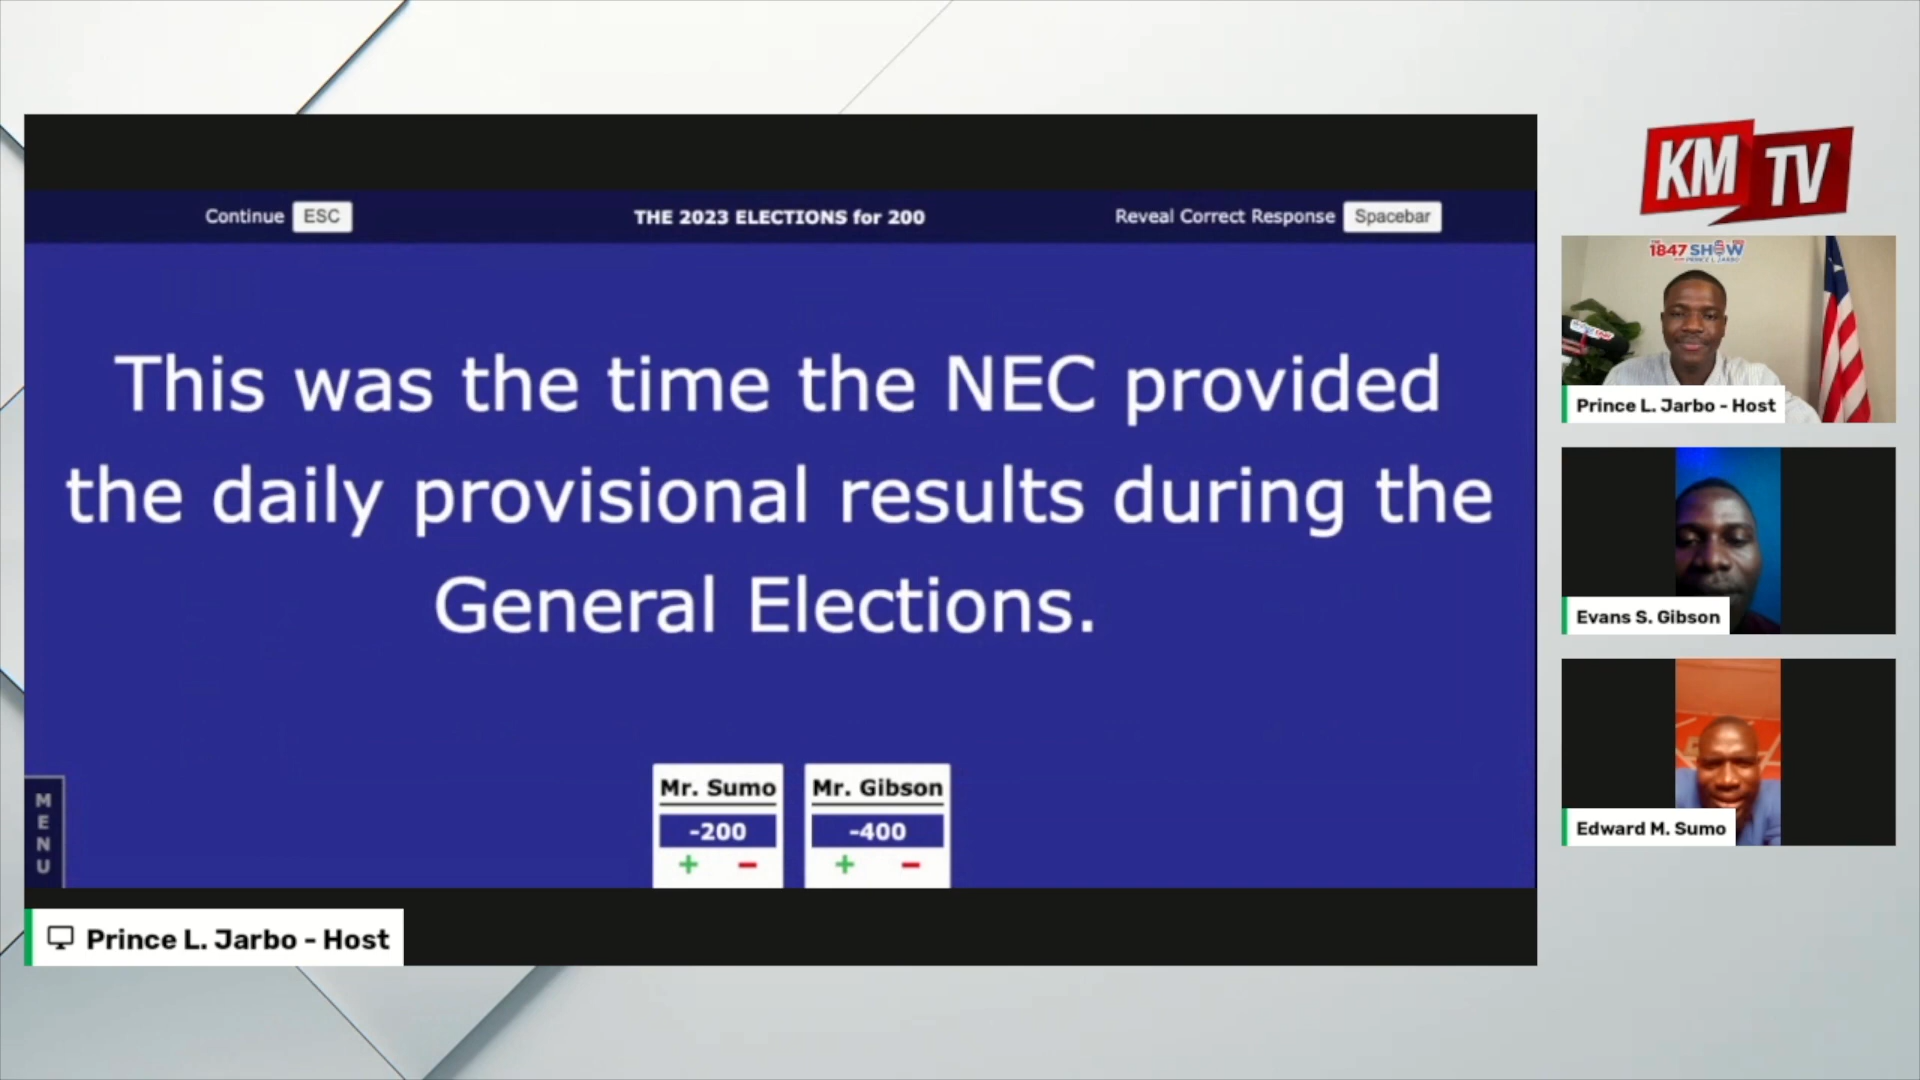 Continue ESC
THE 2023 ELECTIONS for 200
Reveal Correct Response Spacebar
This was the time the NEC provided
the daily provisional results during the
General Elections.
MENU
Mr. Sumo
-200
+ -
Mr. Gibson
-400
+ -
Prince L. Jarbo - Host
KM TV
1847 SHOW
PRINCE L. JARBO
Prince L. Jarbo - Host
Evans S. Gibson
Edward M. Sumo